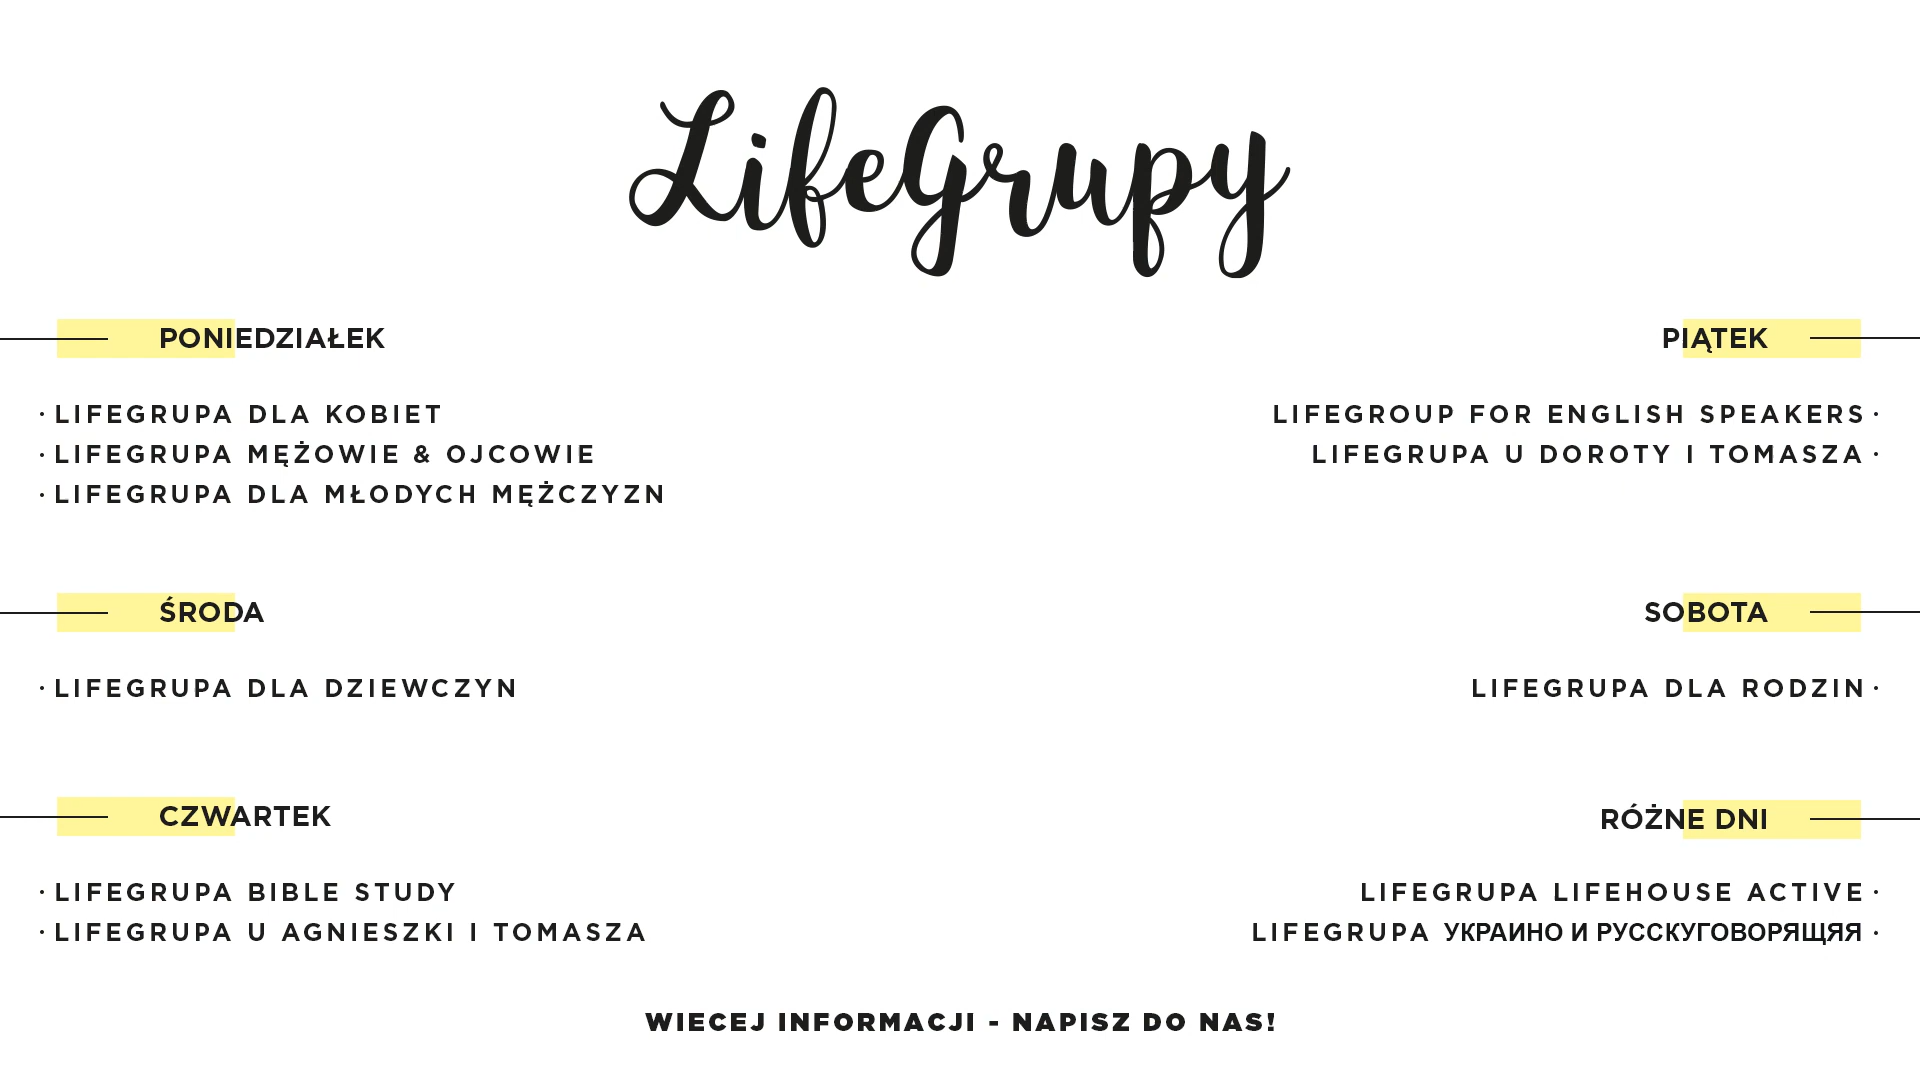 LifeGrupy
PONIEDZIAŁEK
· LIFEGRUPA DLA KOBIET
· LIFEGRUPA MĘŻOWIE & OJCOWIE
· LIFEGRUPA DLA MŁODYCH MĘŻCZYZN
ŚRODA
· LIFEGRUPA DLA DZIEWCZYN
CZWARTEK
· LIFEGRUPA BIBLE STUDY
· LIFEGRUPA U AGNIESZKI I TOMASZA
PIĄTEK
LIFEGROUP FOR ENGLISH SPEAKERS ·
LIFEGRUPA U DOROTY I TOMASZA ·
SOBOTA
LIFEGRUPA DLA RODZIN ·
RÓŻNE DNI
LIFEGRUPA LIFEHOUSE ACTIVE ·
LIFEGRUPA УКРАИНО И РУССКУГОВОРЯЩЯЯ ·
WIECEJ INFORMACJI - NAPISZ DO NAS!